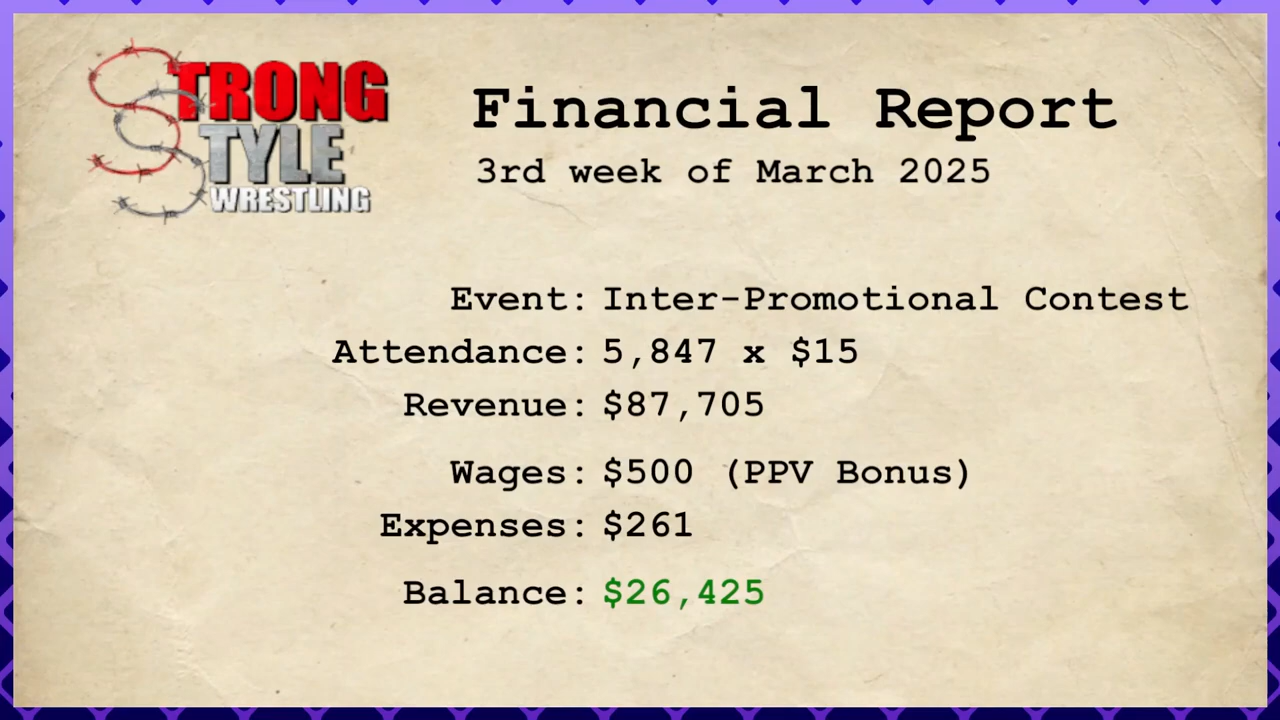 STRONG
STYLE
WRESTLING
Financial Report
3rd week of March 2025
Event: Inter-Promotional Contest
Attendance: 5,847 x $15
Revenue: $87,705
Wages: $500 (PPV Bonus)
Expenses: $261
Balance: $26,425